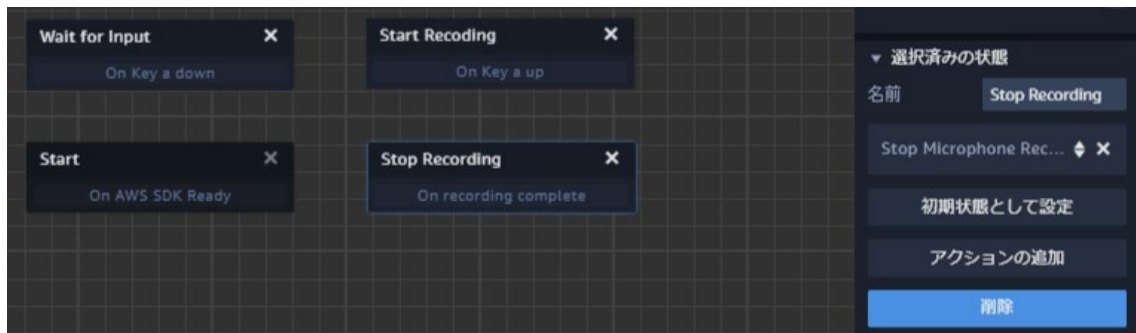 Wait for Input
On Key a down
Start Recoding
On Key a up
Start
On AWS SDK Ready
Stop Recording
On recording complete
選択済みの状態
名前
Stop Recording
Stop Microphone Rec...
初期状態として設定
アクションの追加
削除